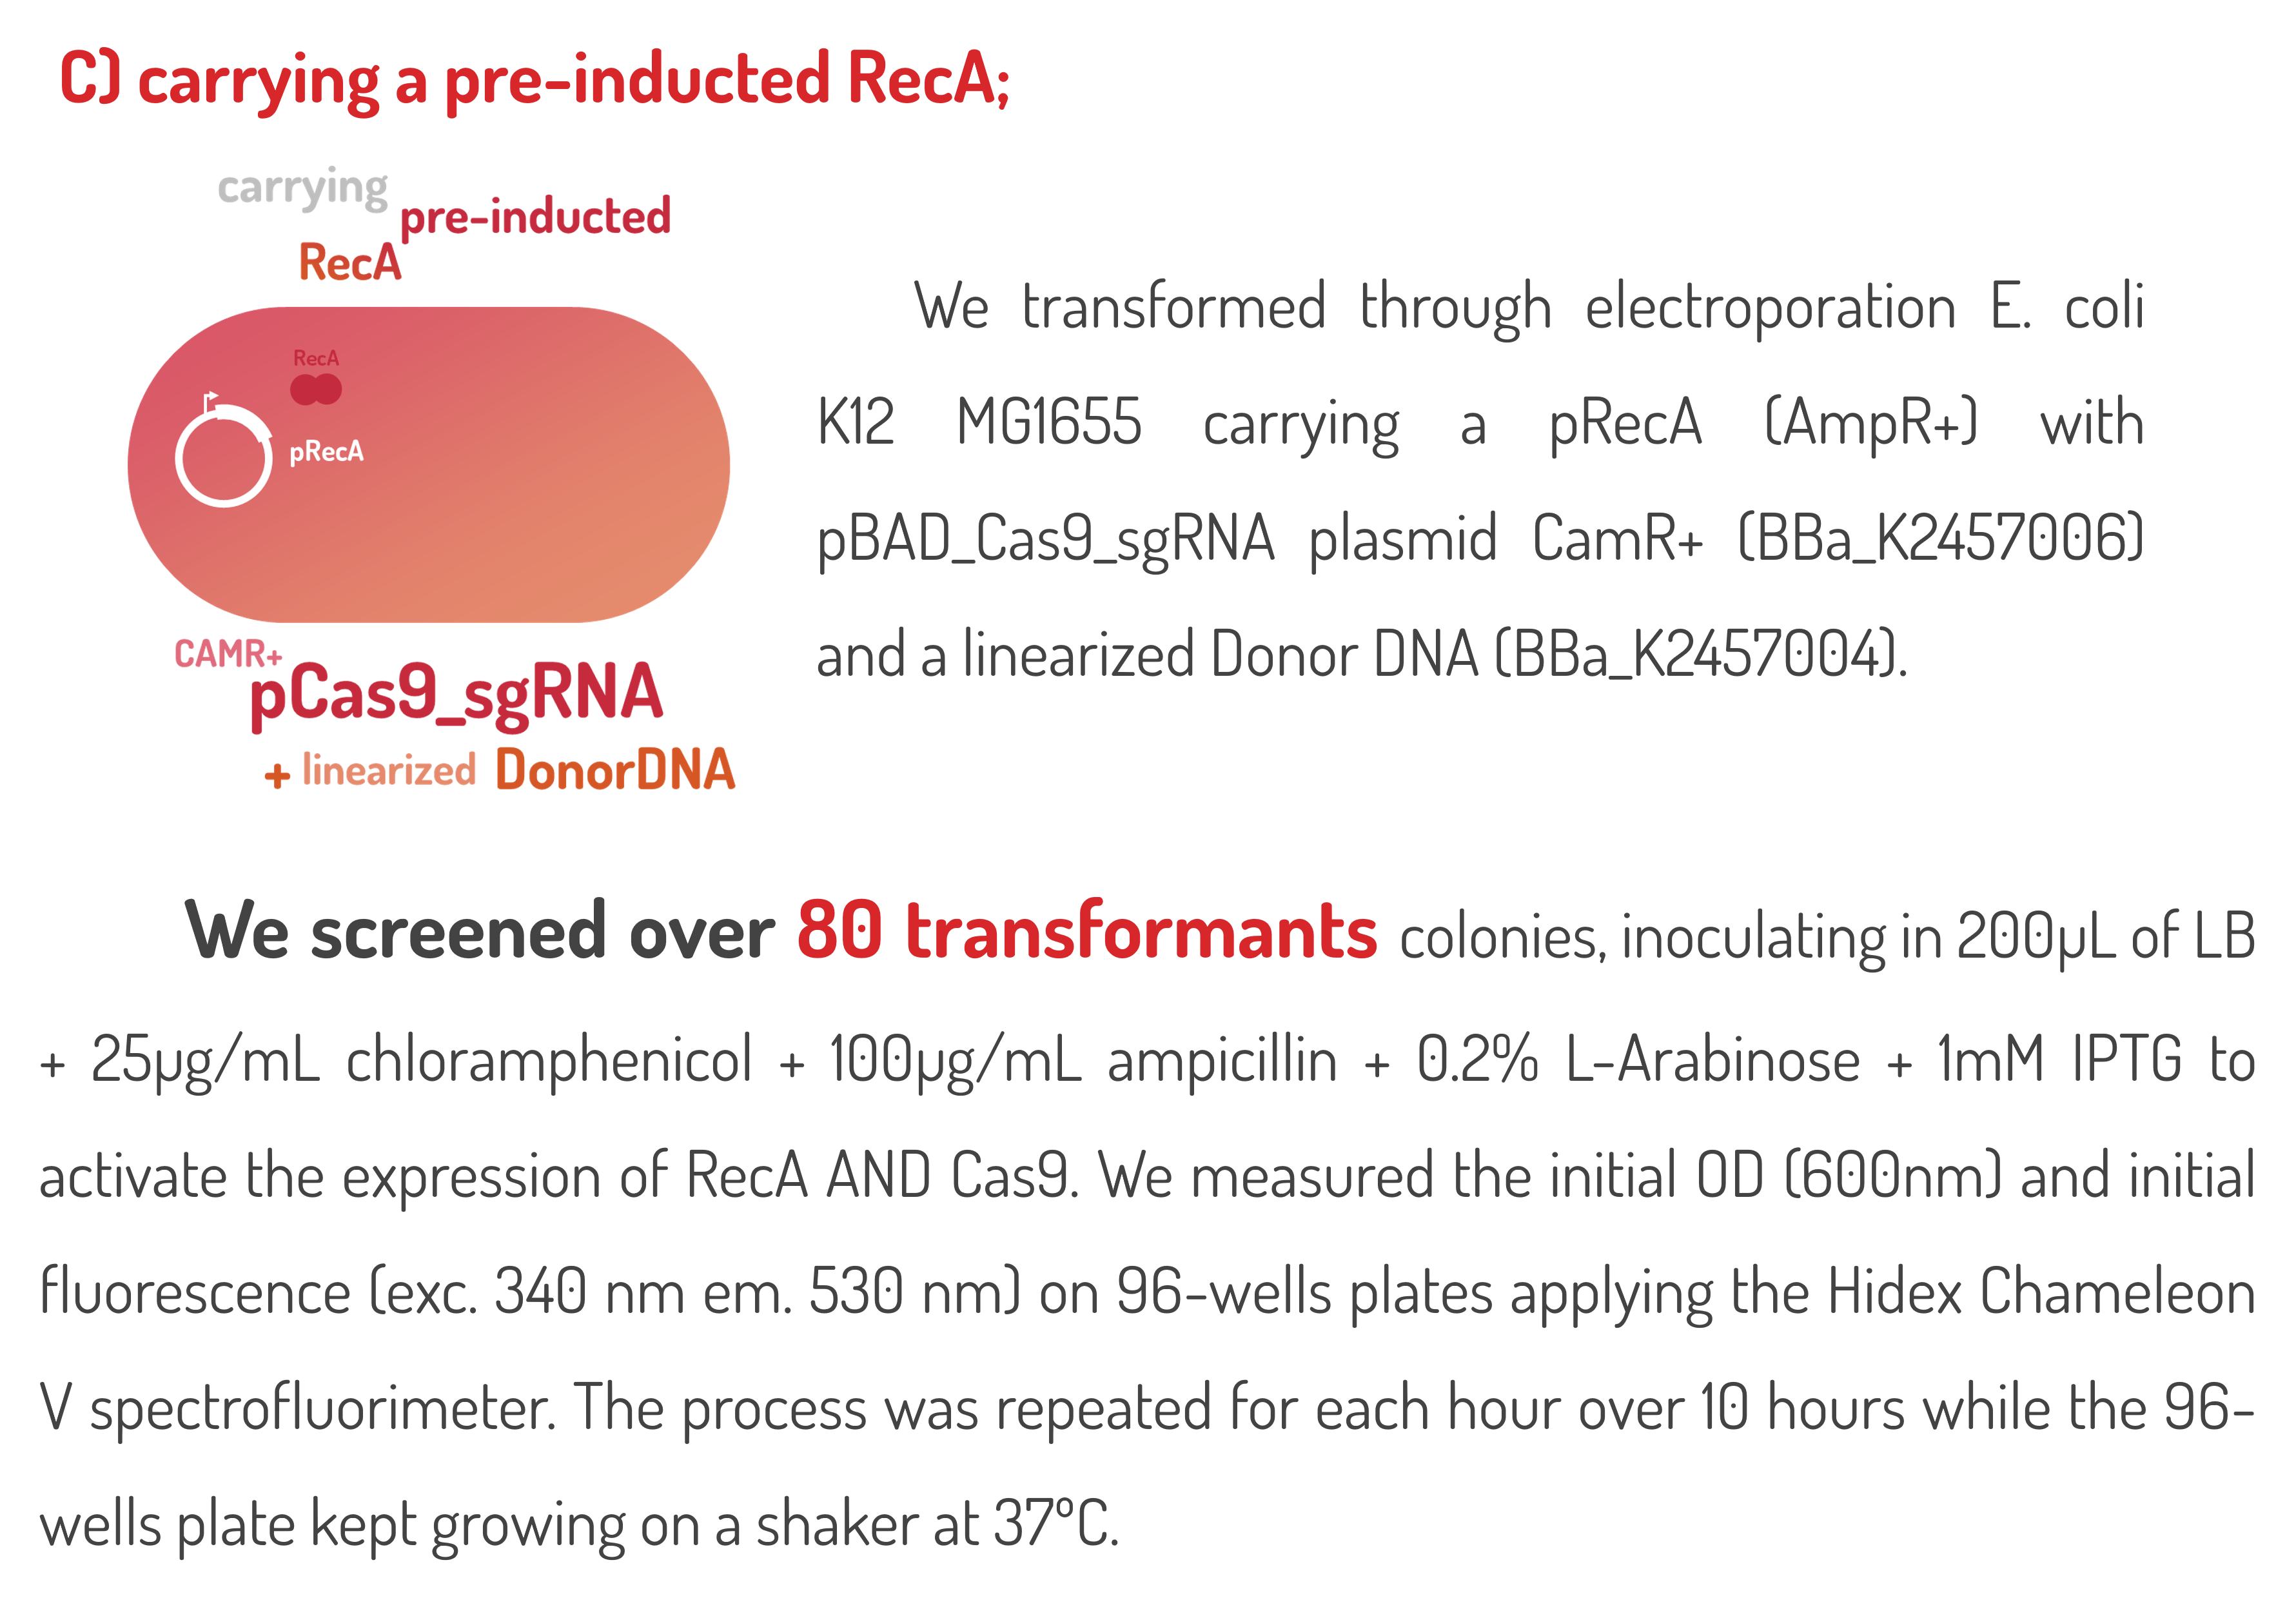 C) carrying a pre-inducted RecA;
carrying
pre-inducted
RecA
RecA
pRecA
CAMR+
pCas9_sgRNA
+ linearized DonorDNA
We transformed through electroporation E. coli
K12 MG1655 carrying a pRecA (AmpR+) with
pBAD_Cas9_sgRNA plasmid CamR+ (BBa_K2457006)
and a linearized Donor DNA (BBa_K2457004).
We screened over 80 transformants colonies, inoculating in 200µL of LB
+ 25µg/mL chloramphenicol + 100µg/mL ampicillin + 0.2% L-Arabinose + 1mM IPTG to
activate the expression of RecA AND Cas9. We measured the initial OD (600nm) and initial
fluorescence (exc. 340 nm em. 530 nm) on 96-wells plates applying the Hidex Chameleon
V spectrofluorimeter. The process was repeated for each hour over 10 hours while the 96-
wells plate kept growing on a shaker at 37ºC.